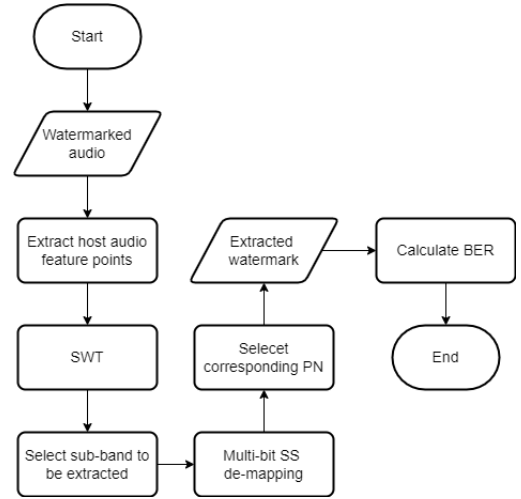 Start
Watermarked
audio
Extract host audio
feature points
SWT
Select sub-band to
be extracted
Multi-bit SS
de-mapping
Selecet
corresponding PN
Extracted
watermark
Calculate BER
End